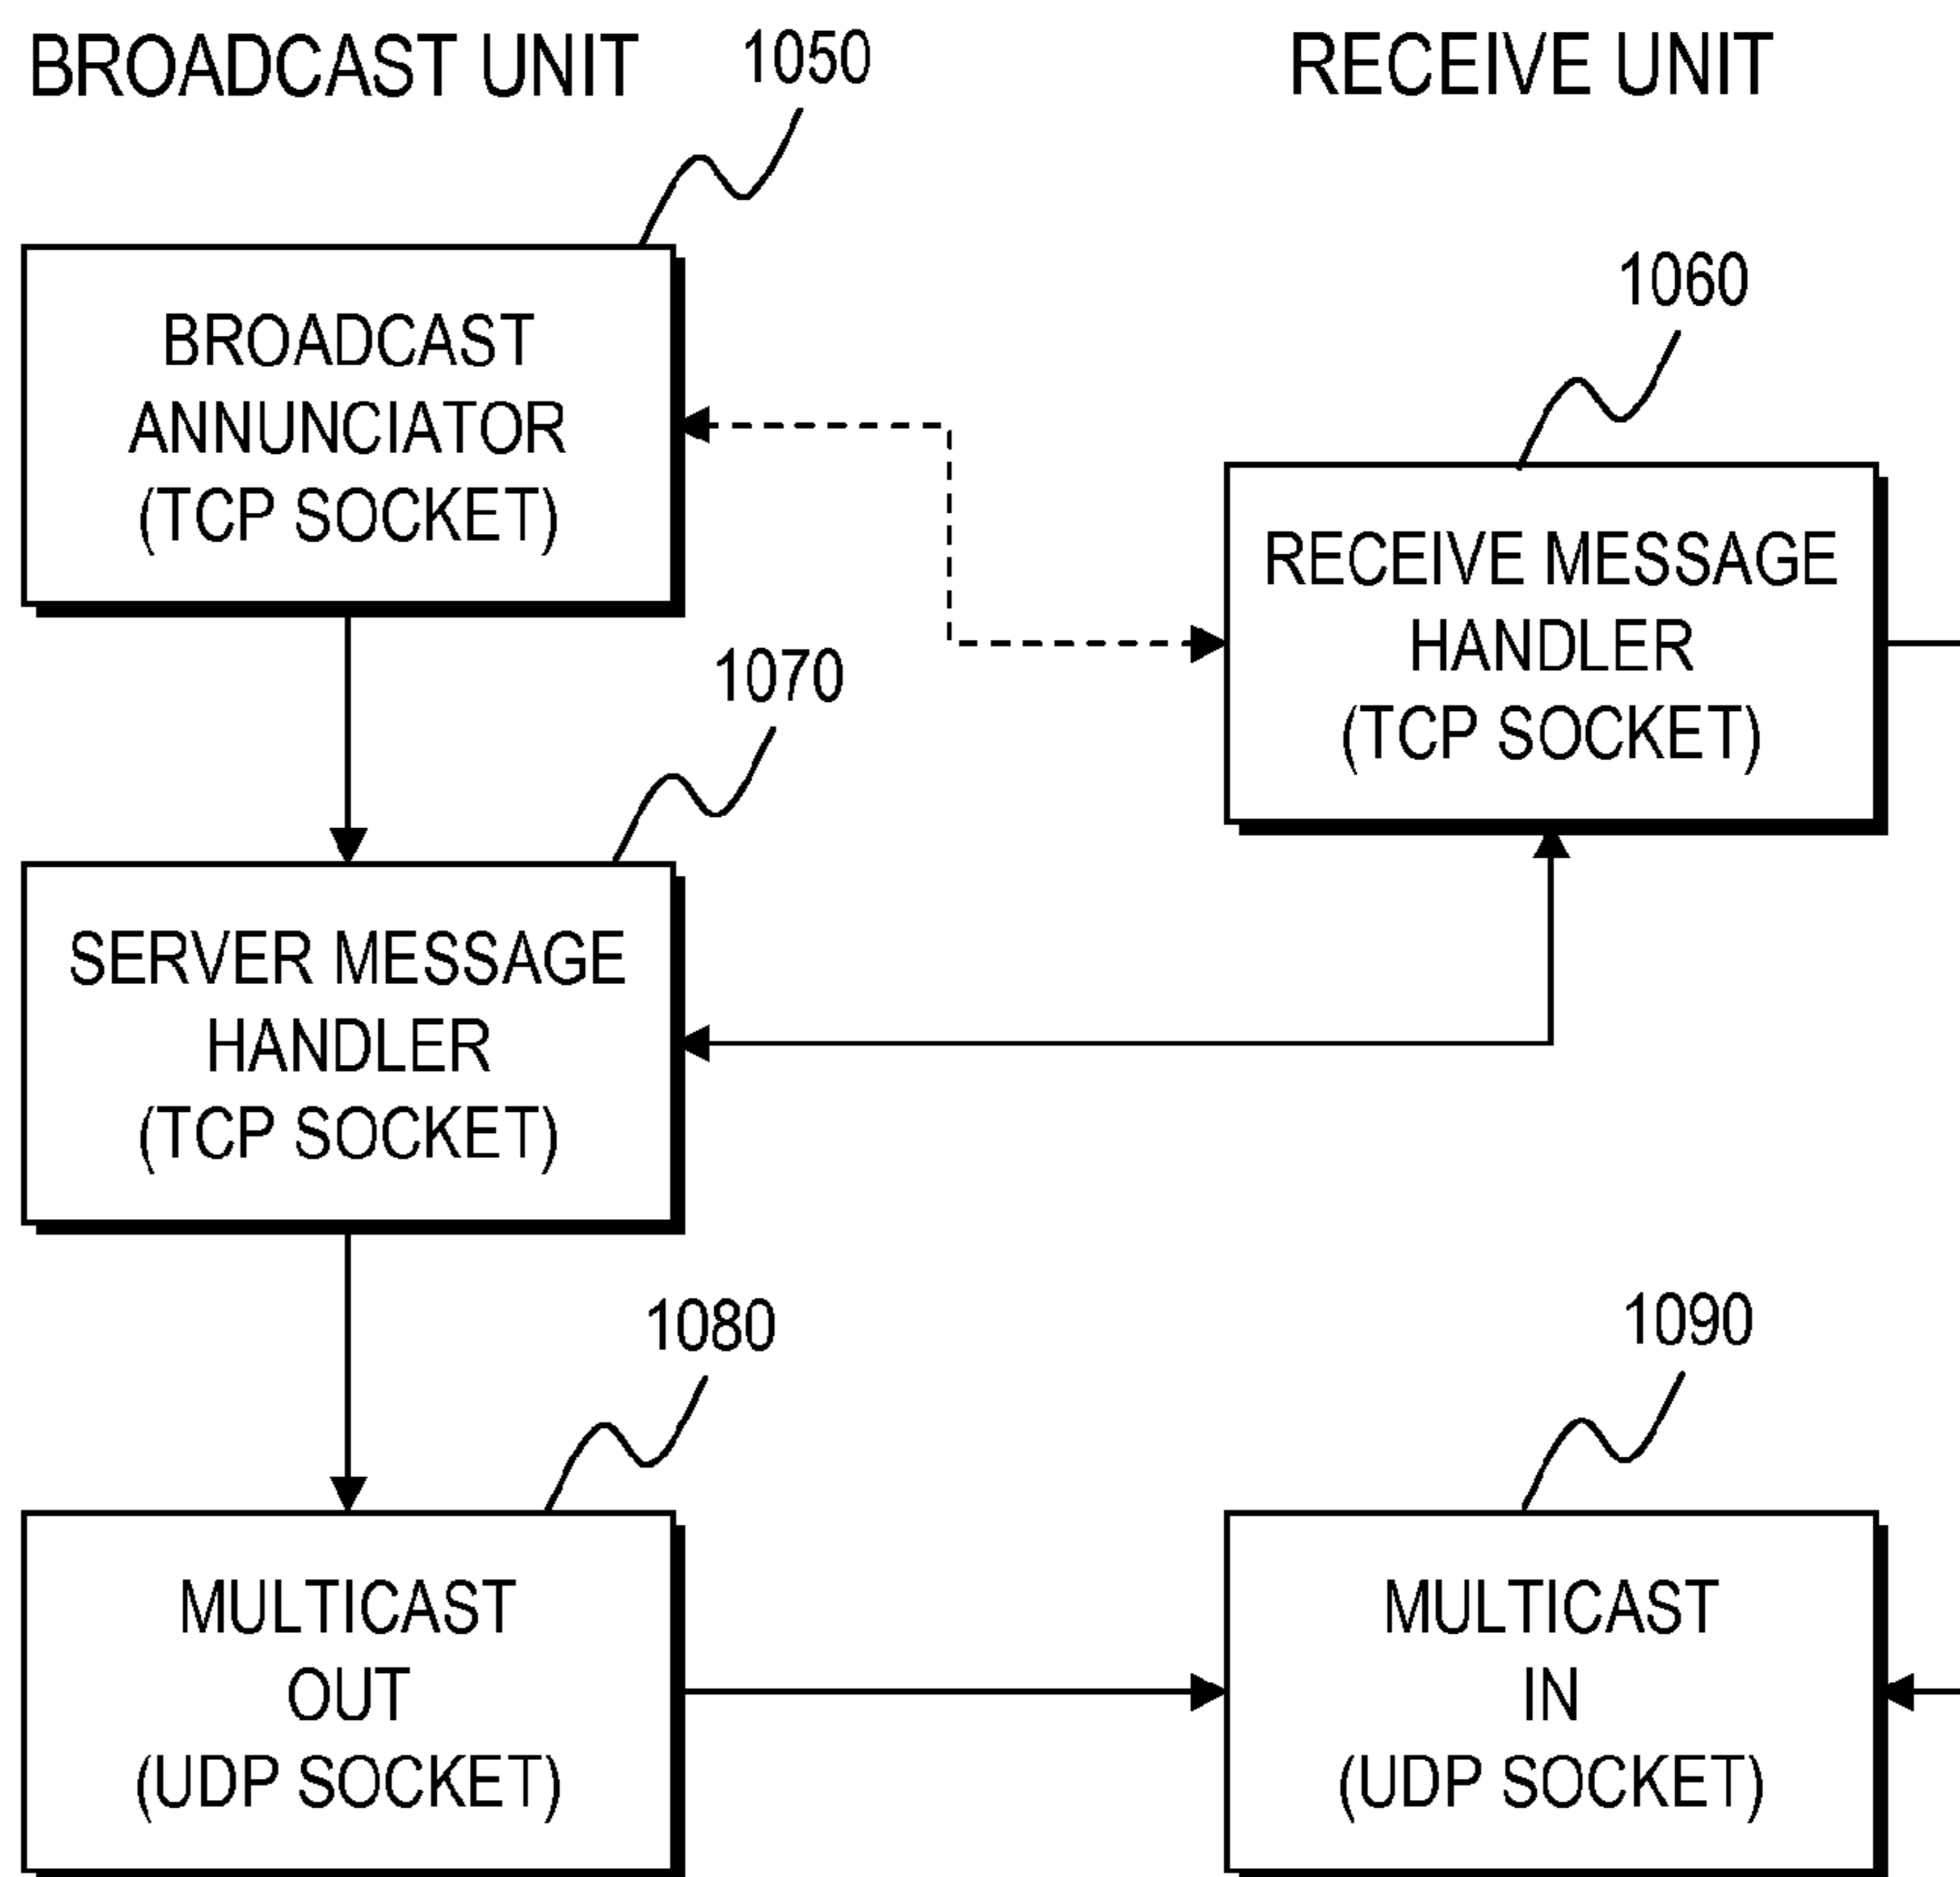 BROADCAST UNIT
1050
RECEIVE UNIT
BROADCAST
ANNUNCIATOR
(TCP SOCKET)
1060
RECEIVE MESSAGE
HANDLER
(TCP SOCKET)
1070
SERVER MESSAGE
HANDLER
(TCP SOCKET)
1080
MULTICAST
OUT
(UDP SOCKET)
1090
MULTICAST
IN
(UDP SOCKET)